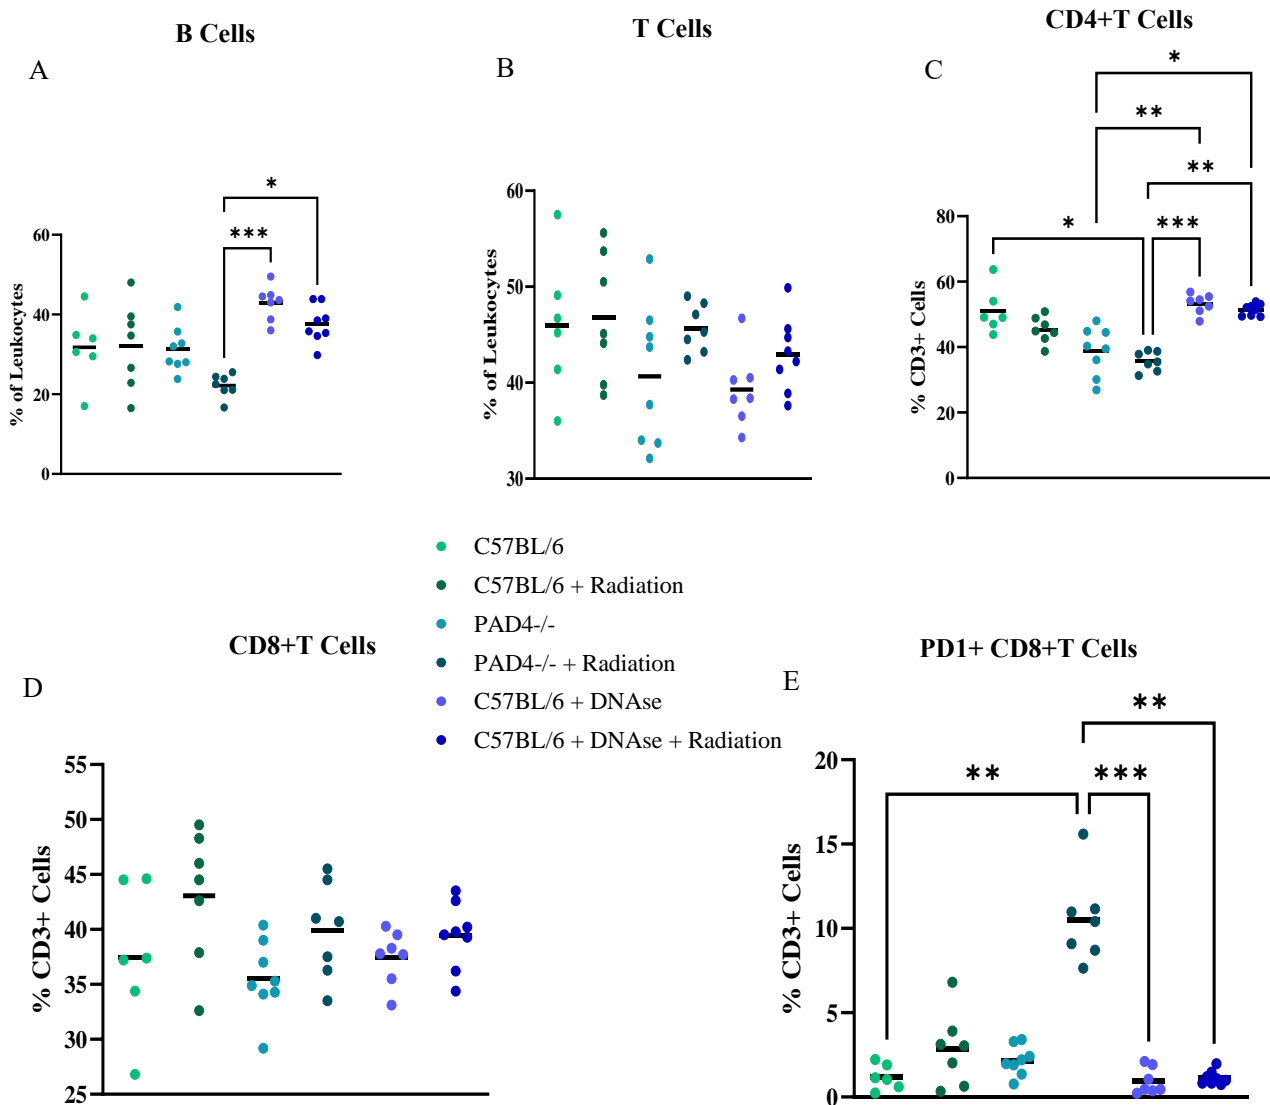 B Cells
A
60
40
20
0
% of Leukocytes
***
*
T Cells
B
60
50
40
30
% of Leukocytes
CD4+T Cells
C
80
60
40
20
0
% CD3+ Cells
*
**
**
*
***
C57BL/6
C57BL/6 + Radiation
PAD4-/-
PAD4-/- + Radiation
C57BL/6 + DNAse
C57BL/6 + DNAse + Radiation
CD8+T Cells
D
55
50
45
40
35
30
25
% CD3+ Cells
PD1+ CD8+T Cells
E
20
15
10
5
0
% CD3+ Cells
**
**
***